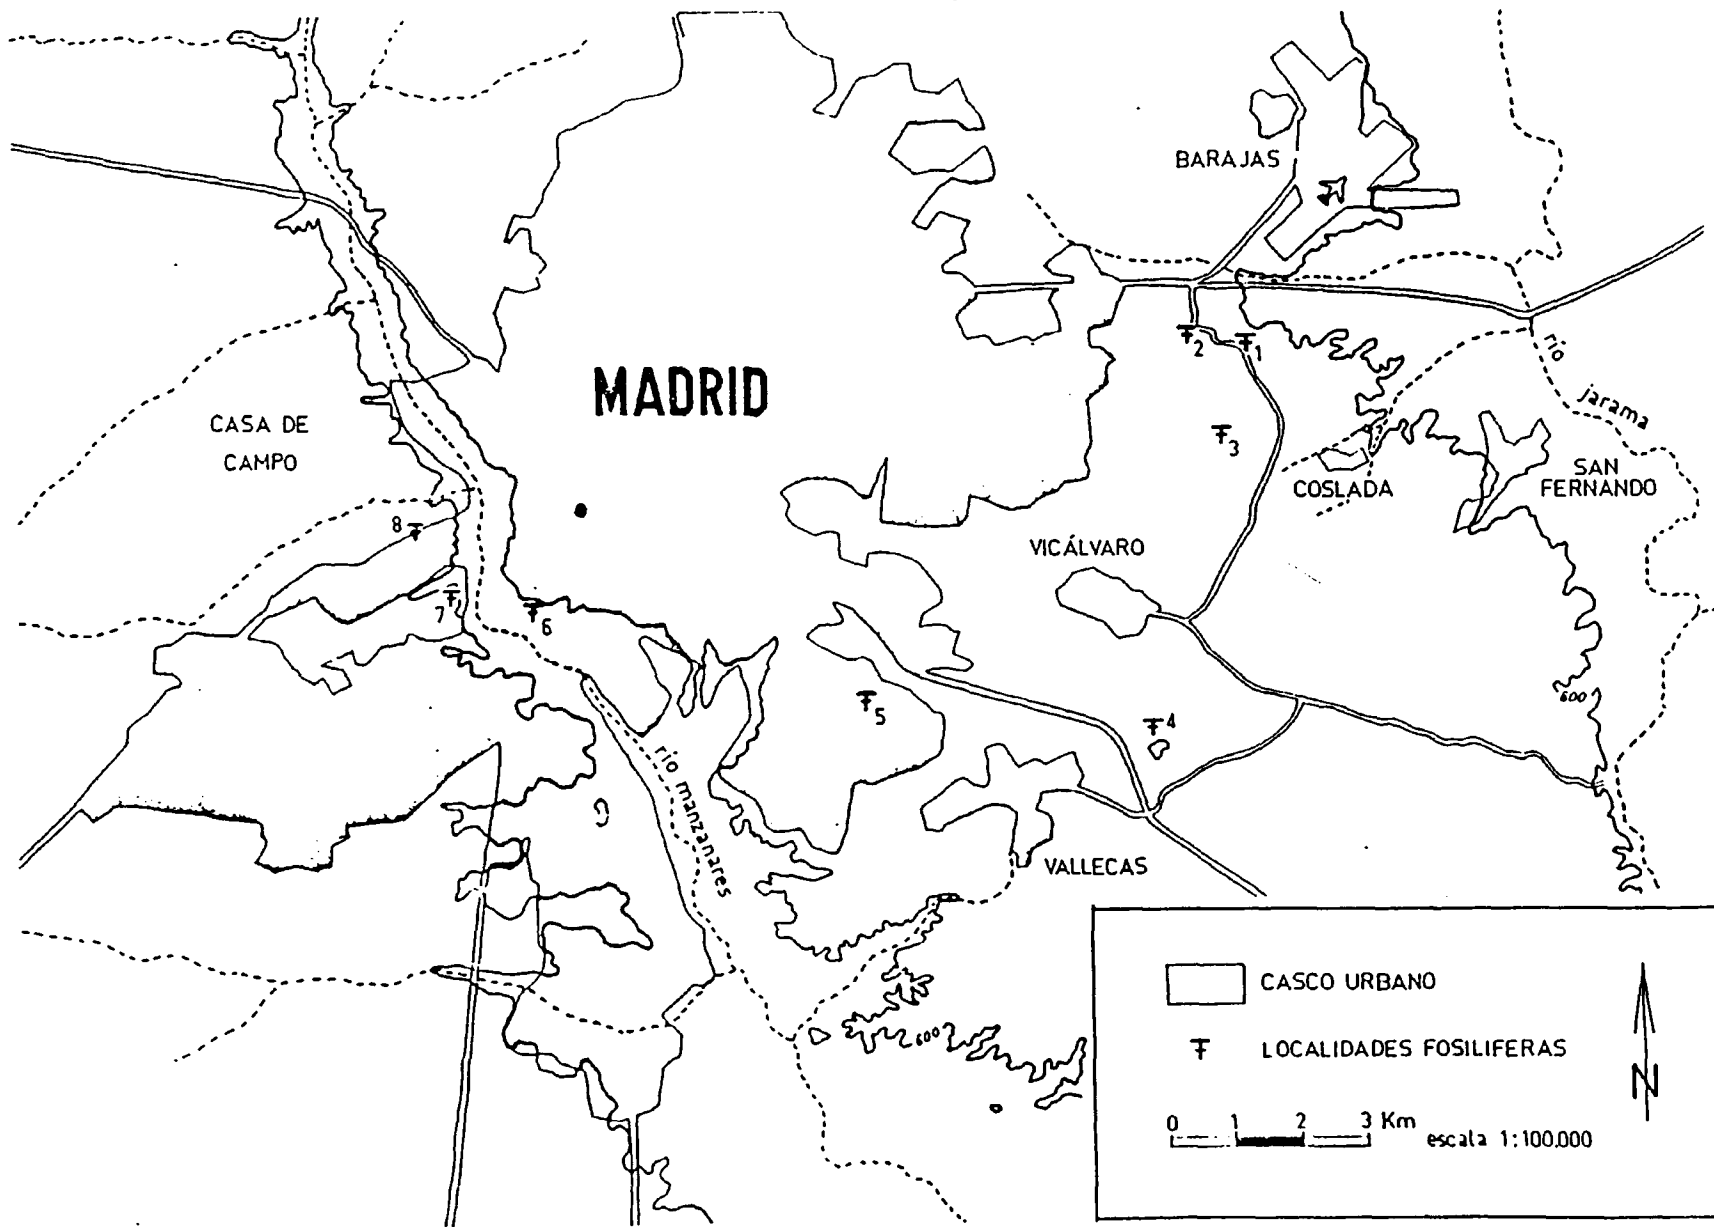 BARAJAS
MADRID
2
1
3
río
jarama
CASA DE
CAMPO
COSLADA
SAN
FERNANDO
8
VICÁLVARO
7
6
600
5
4
río manzanares
VALLECAS
600
CASCO URBANO
LOCALIDADES FOSILIFERAS
N
0 1 2 3 Km
escala 1:100.000